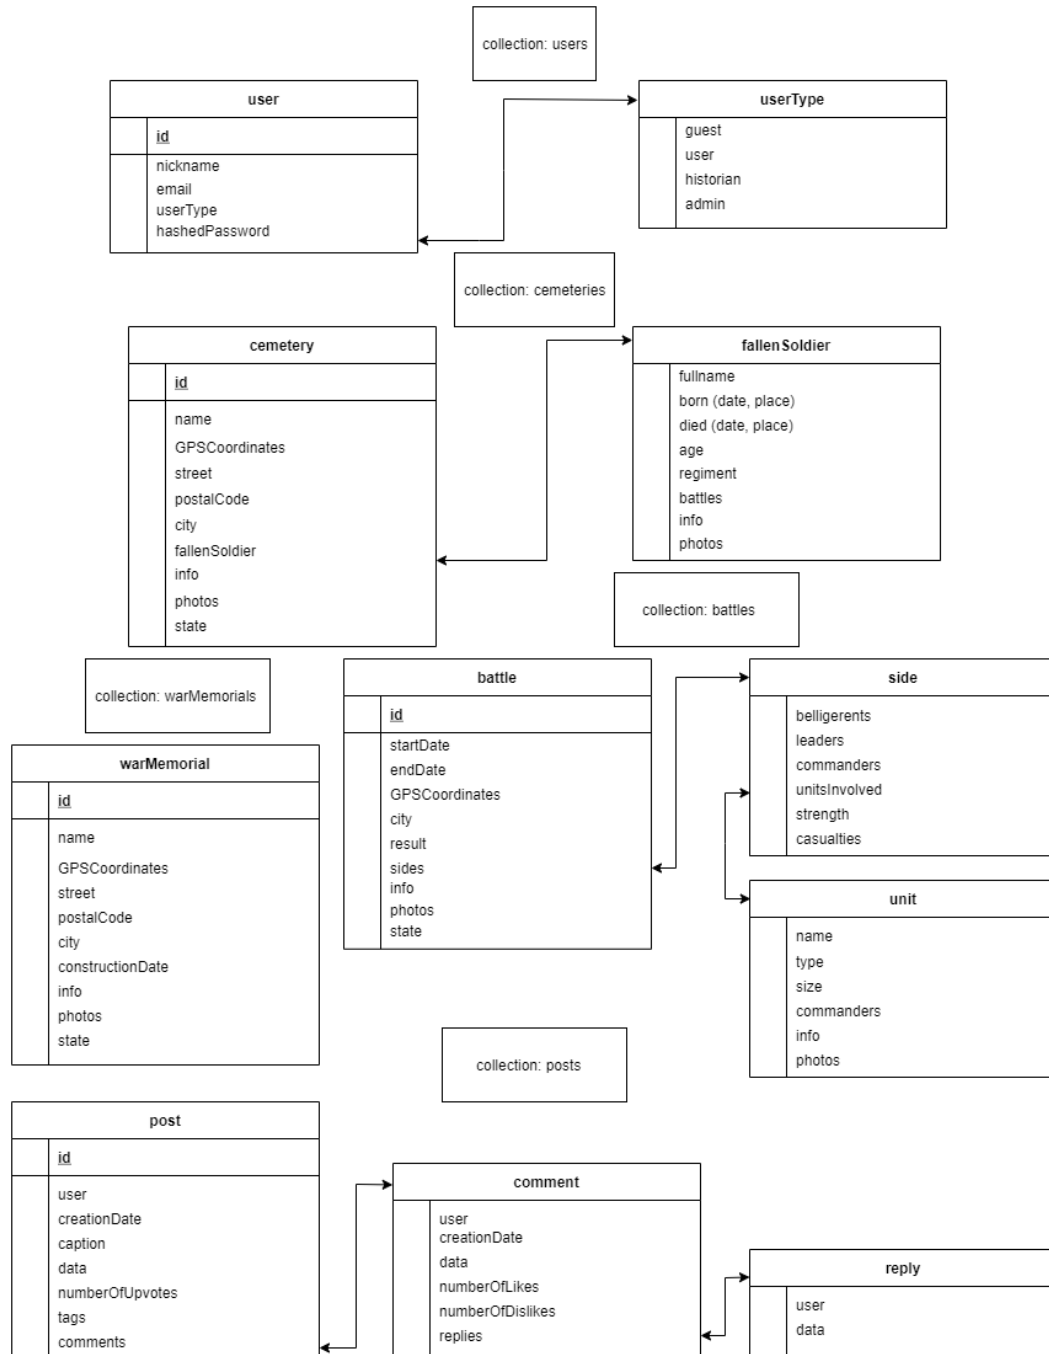 collection: users
user
id
nickname
email
userType
hashedPassword
userType
guest
user
historian
admin
collection: cemeteries
cemetery
id
name
GPSCoordinates
street
postalCode
city
fallenSoldier
info
photos
state
fallenSoldier
fullname
born (date, place)
died (date, place)
age
regiment
battles
info
photos
collection: battles
collection: warMemorials
battle
id
startDate
endDate
GPSCoordinates
city
result
sides
info
photos
state
side
belligerents
leaders
commanders
unitsInvolved
strength
casualties
warMemorial
id
name
GPSCoordinates
street
postalCode
city
constructionDate
info
photos
state
unit
name
type
size
commanders
info
photos
collection: posts
post
id
user
creationDate
caption
data
numberOfUpvotes
tags
comments
comment
user
creationDate
data
numberOfLikes
numberOfDislikes
replies
reply
user
data